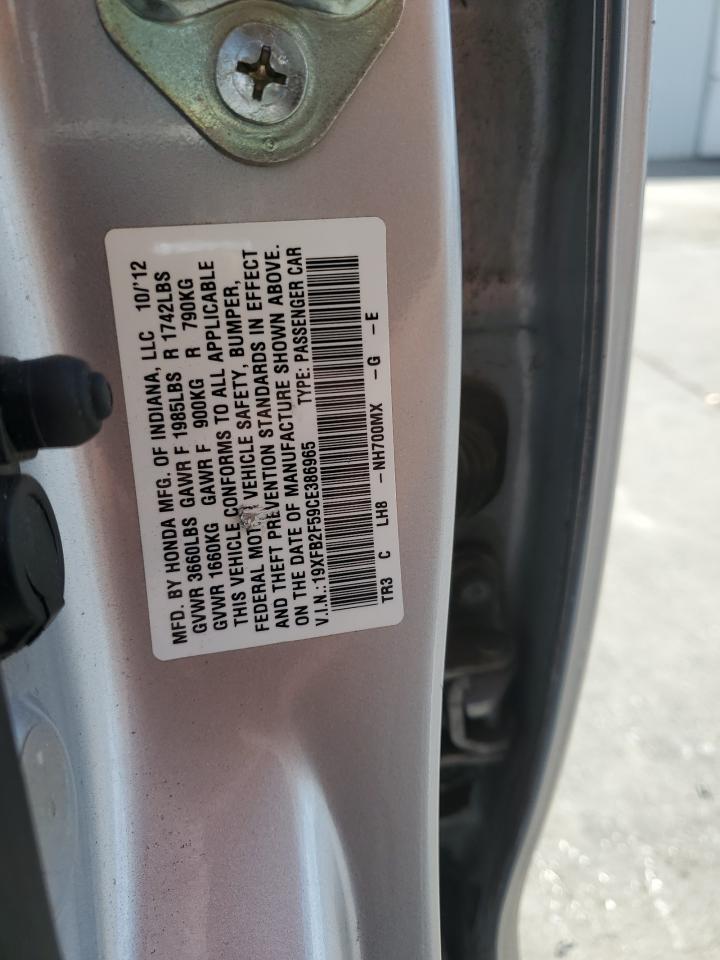 MFD. BY HONDA MFG. OF INDIANA, LLC 10/'12
GVWR 3660LBS GAWR F 1985LBS R 1742LBS
GVWR 1660KG GAWR F 900KG R 790KG
THIS VEHICLE CONFORMS TO ALL APPLICABLE
FEDERAL MOTOR VEHICLE SAFETY, BUMPER,
AND THEFT PREVENTION STANDARDS IN EFFECT
ON THE DATE OF MANUFACTURE SHOWN ABOVE.
V.I.N.:19XFB2F59CE386965 TYPE: PASSENGER CAR
TR3 C LH8 -NH700MX -G -E